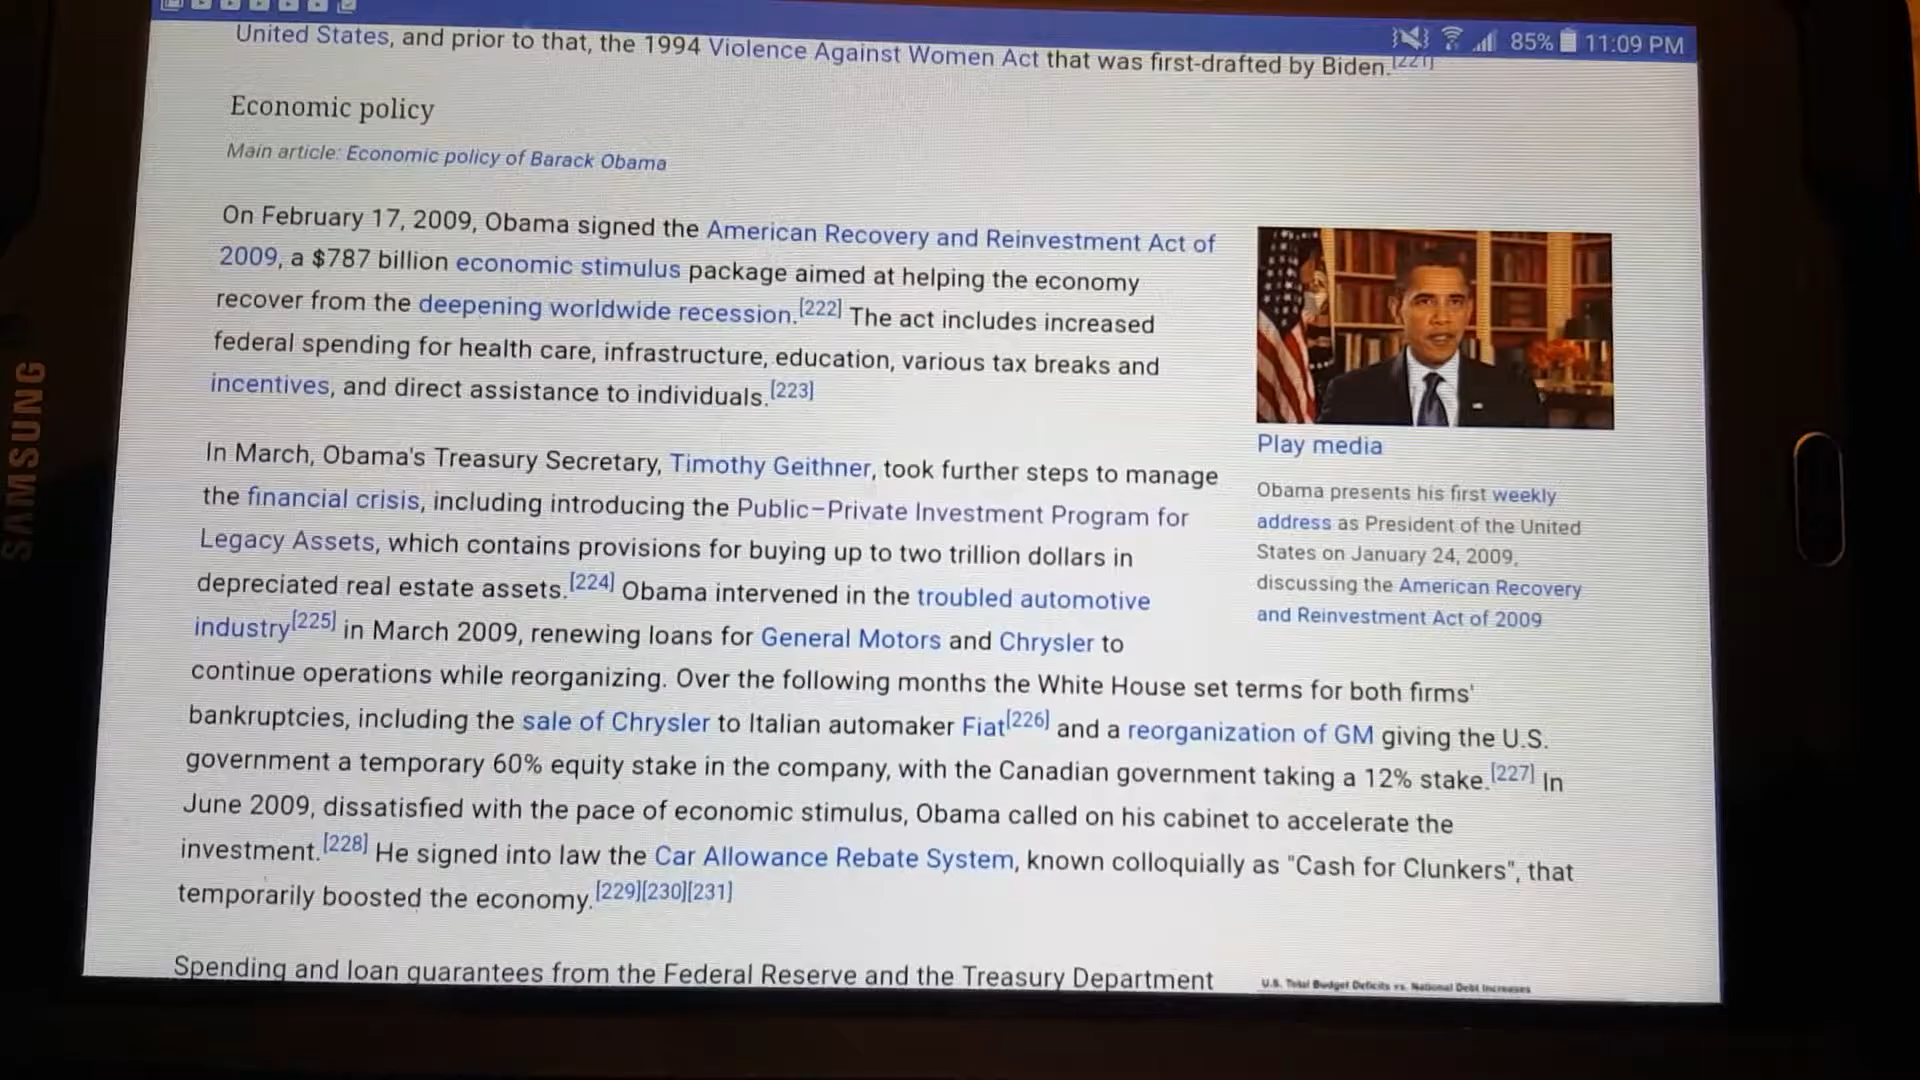 85% 11:09 PM
United States, and prior to that, the 1994 Violence Against Women Act that was first-drafted by Biden.[221]
Economic policy
Main article: Economic policy of Barack Obama
On February 17, 2009, Obama signed the American Recovery and Reinvestment Act of
2009, a $787 billion economic stimulus package aimed at helping the economy
recover from the deepening worldwide recession.[222] The act includes increased
federal spending for health care, infrastructure, education, various tax breaks and
incentives, and direct assistance to individuals.[223]
Play media
Obama presents his first weekly
address as President of the United
States on January 24, 2009,
discussing the American Recovery
and Reinvestment Act of 2009
In March, Obama's Treasury Secretary, Timothy Geithner, took further steps to manage
the financial crisis, including introducing the Public–Private Investment Program for
Legacy Assets, which contains provisions for buying up to two trillion dollars in
depreciated real estate assets.[224] Obama intervened in the troubled automotive
industry[225] in March 2009, renewing loans for General Motors and Chrysler to
continue operations while reorganizing. Over the following months the White House set terms for both firms'
bankruptcies, including the sale of Chrysler to Italian automaker Fiat[226] and a reorganization of GM giving the U.S.
government a temporary 60% equity stake in the company, with the Canadian government taking a 12% stake.[227] In
June 2009, dissatisfied with the pace of economic stimulus, Obama called on his cabinet to accelerate the
investment.[228] He signed into law the Car Allowance Rebate System, known colloquially as "Cash for Clunkers", that
temporarily boosted the economy.[229][230][231]
Spending and loan guarantees from the Federal Reserve and the Treasury Department
U.S. Total Budget Deficits vs. National Debt Increases
SAMSUNG